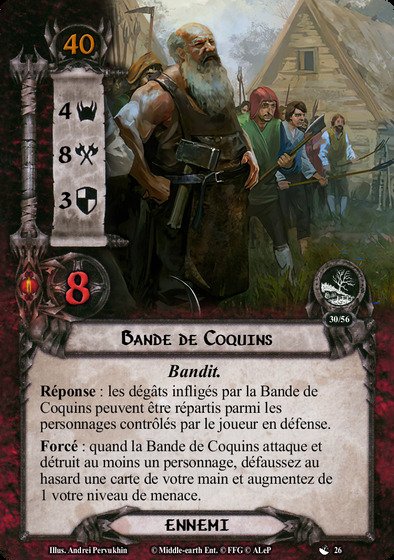 40
4
8
3
8
30/56
Bande de Coquins
Bandit.
Réponse : les dégâts infligés par la Bande de
Coquins peuvent être répartis parmi les
personnages contrôlés par le joueur en défense.
Forcé : quand la Bande de Coquins attaque et
détruit au moins un personnage, défaussez au
hasard une carte de votre main et augmentez de
1 votre niveau de menace.
ENNEMI
Illus. Andrei Pervukhin © Middle-earth Ent. © FFG © ALeP 26